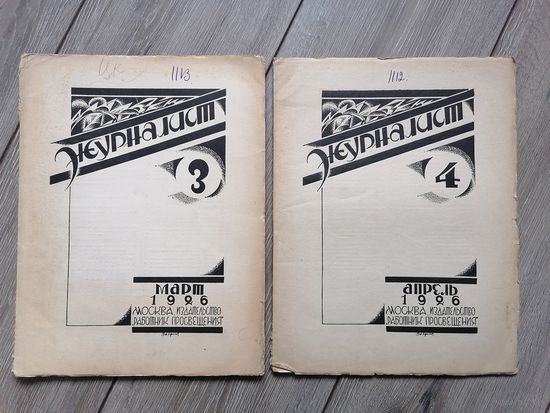 1113
ЖУРНАЛИСТ
3
МАРТ
1926
МОСКВА ИЗДАТЕЛЬСТВО
РАБОТНИК ПРОСВЕЩЕНИЯ
1112.
ЖУРНАЛИСТ
4
АПРЕЛЬ
1926
МОСКВА ИЗДАТЕЛЬСТВО
РАБОТНИК ПРОСВЕЩЕНИЯ